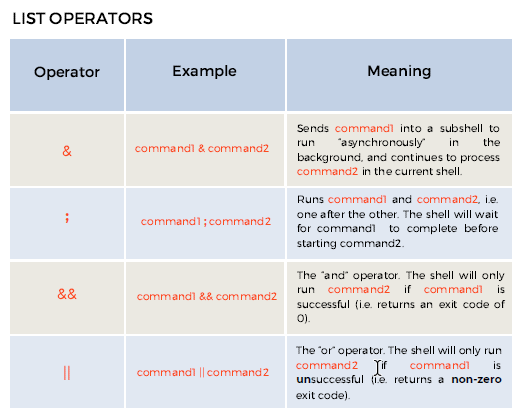 LIST OPERATORS
Operator
Example
Meaning
&
command1 & command2
Sends command1 into a subshell to
run "asynchronously" in the
background, and continues to process
command2 in the current shell.
;
command1 ; command2
Runs command1 and command2, i.e.
one after the other. The shell will wait
for command1 to complete before
starting command2.
&&
command1 && command2
The "and" operator. The shell will only
run command2 if command1 is
successful (i.e. returns an exit code of
0).
||
command1 || command2
The "or" operator. The shell will only run
command2 if command1 is
unsuccessful (i.e. returns a non-zero
exit code).